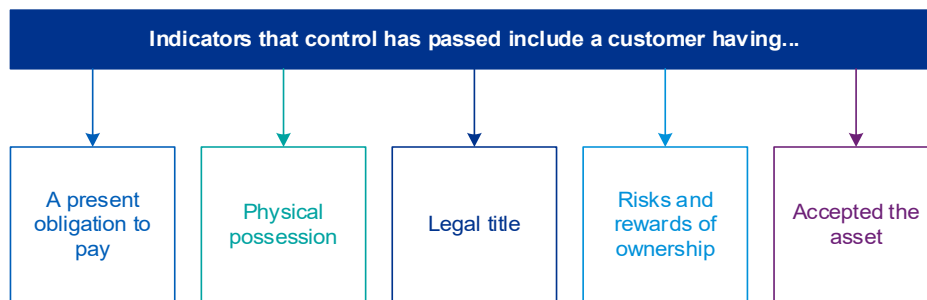 Indicators that control has passed include a customer having...
A present
obligation to
pay
Physical
possession
Legal title
Risks and
rewards of
ownership
Accepted the
asset